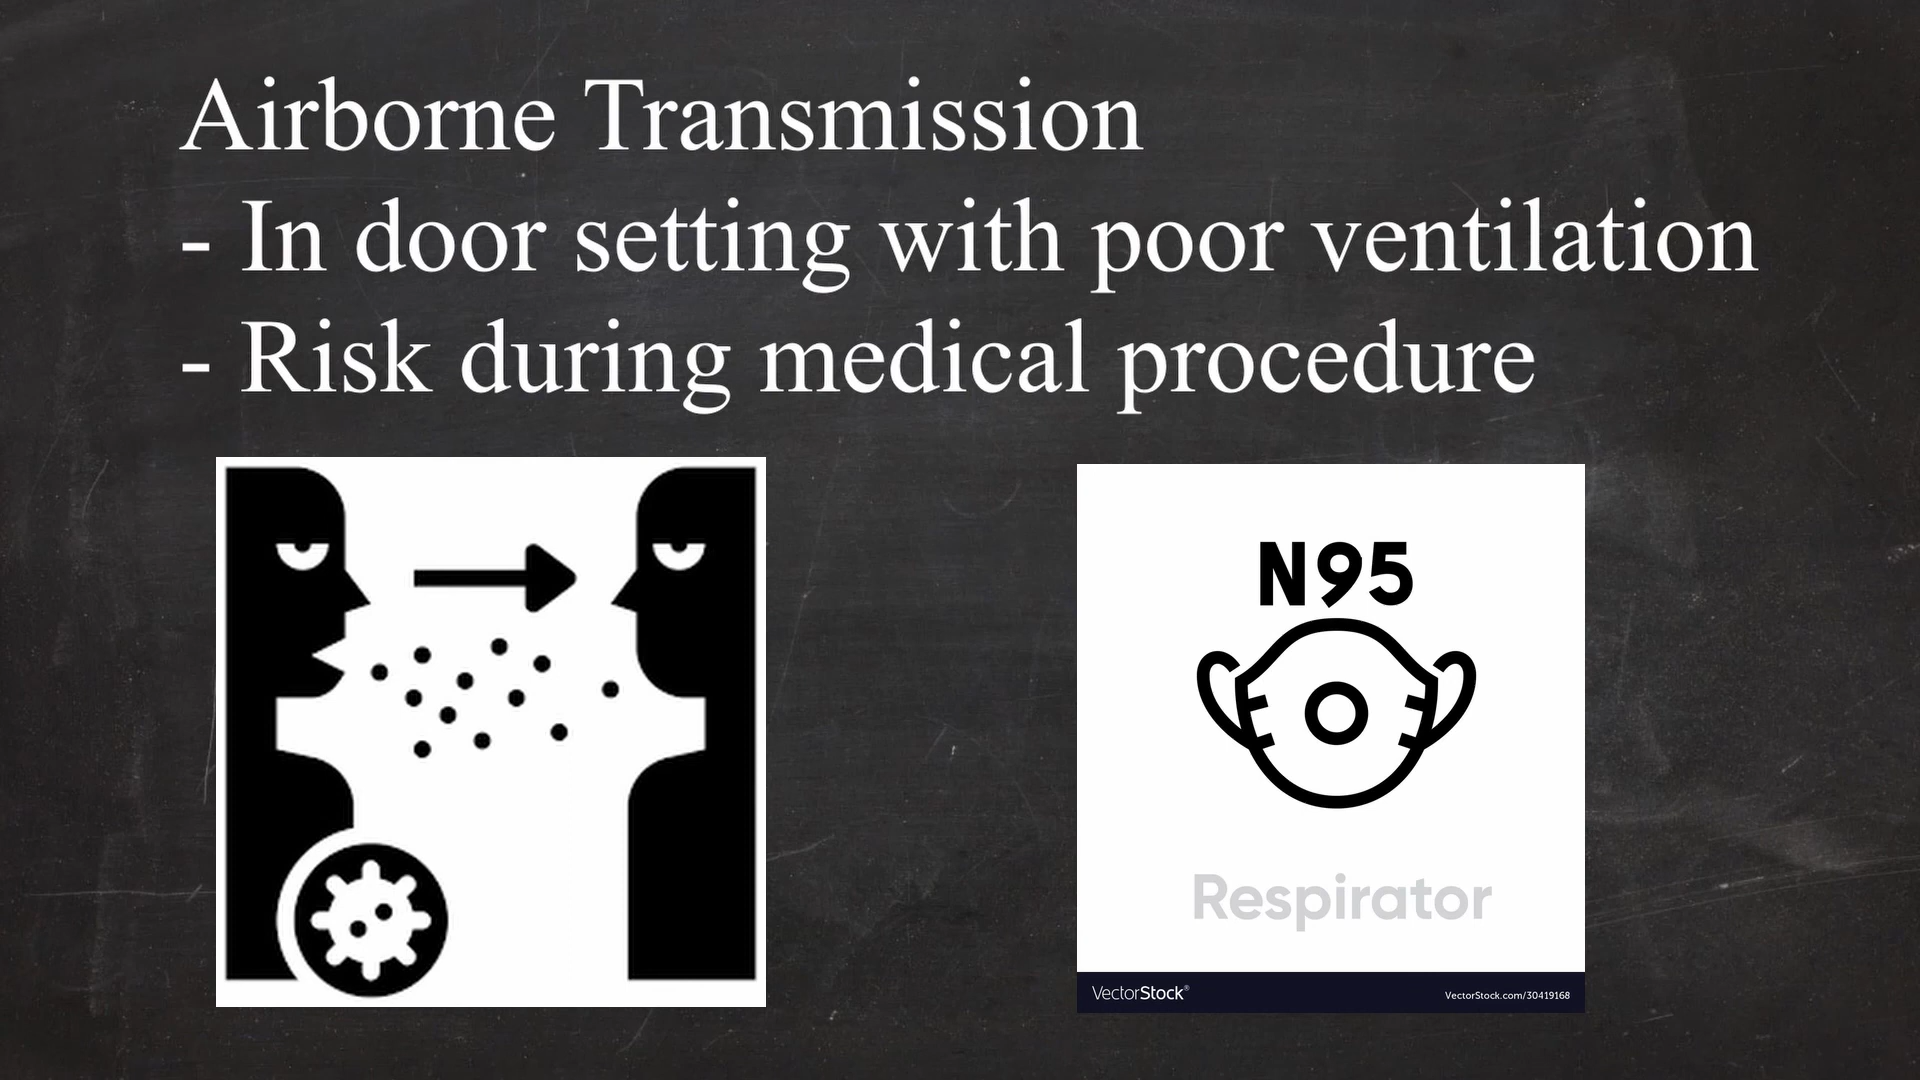 Airborne Transmission
- In door setting with poor ventilation
- Risk during medical procedure
N95
Respirator
VectorStock®
VectorStock.com/30419168